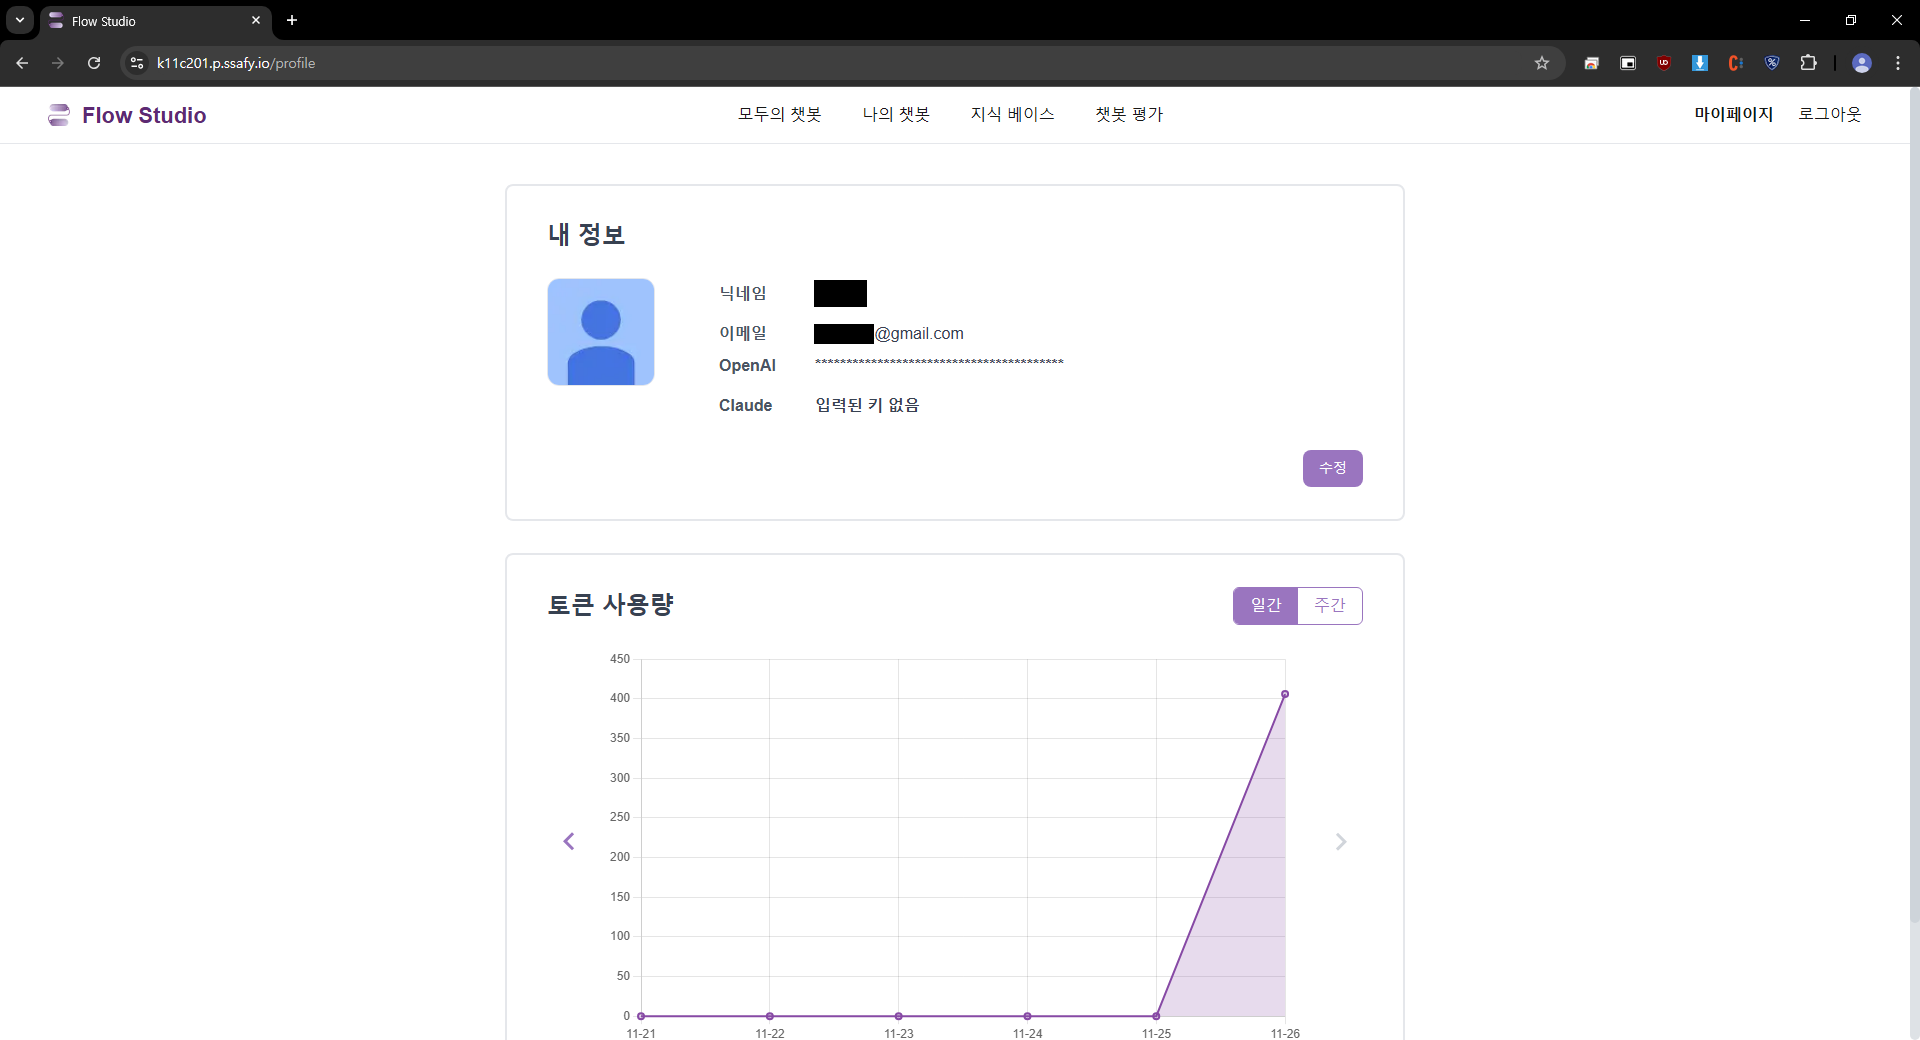 Flow Studio
k11c201.p.ssafy.io/profile
Flow Studio
모두의 챗봇 나의 챗봇 지식 베이스 챗봇 평가
마이페이지 로그아웃
내 정보
닉네임
이메일 @gmail.com
OpenAI ****************************************
Claude 입력된 키 없음
수정
토큰 사용량
일간 주간
450
400
350
300
250
200
150
100
50
0
11-21 11-22 11-23 11-24 11-25 11-26